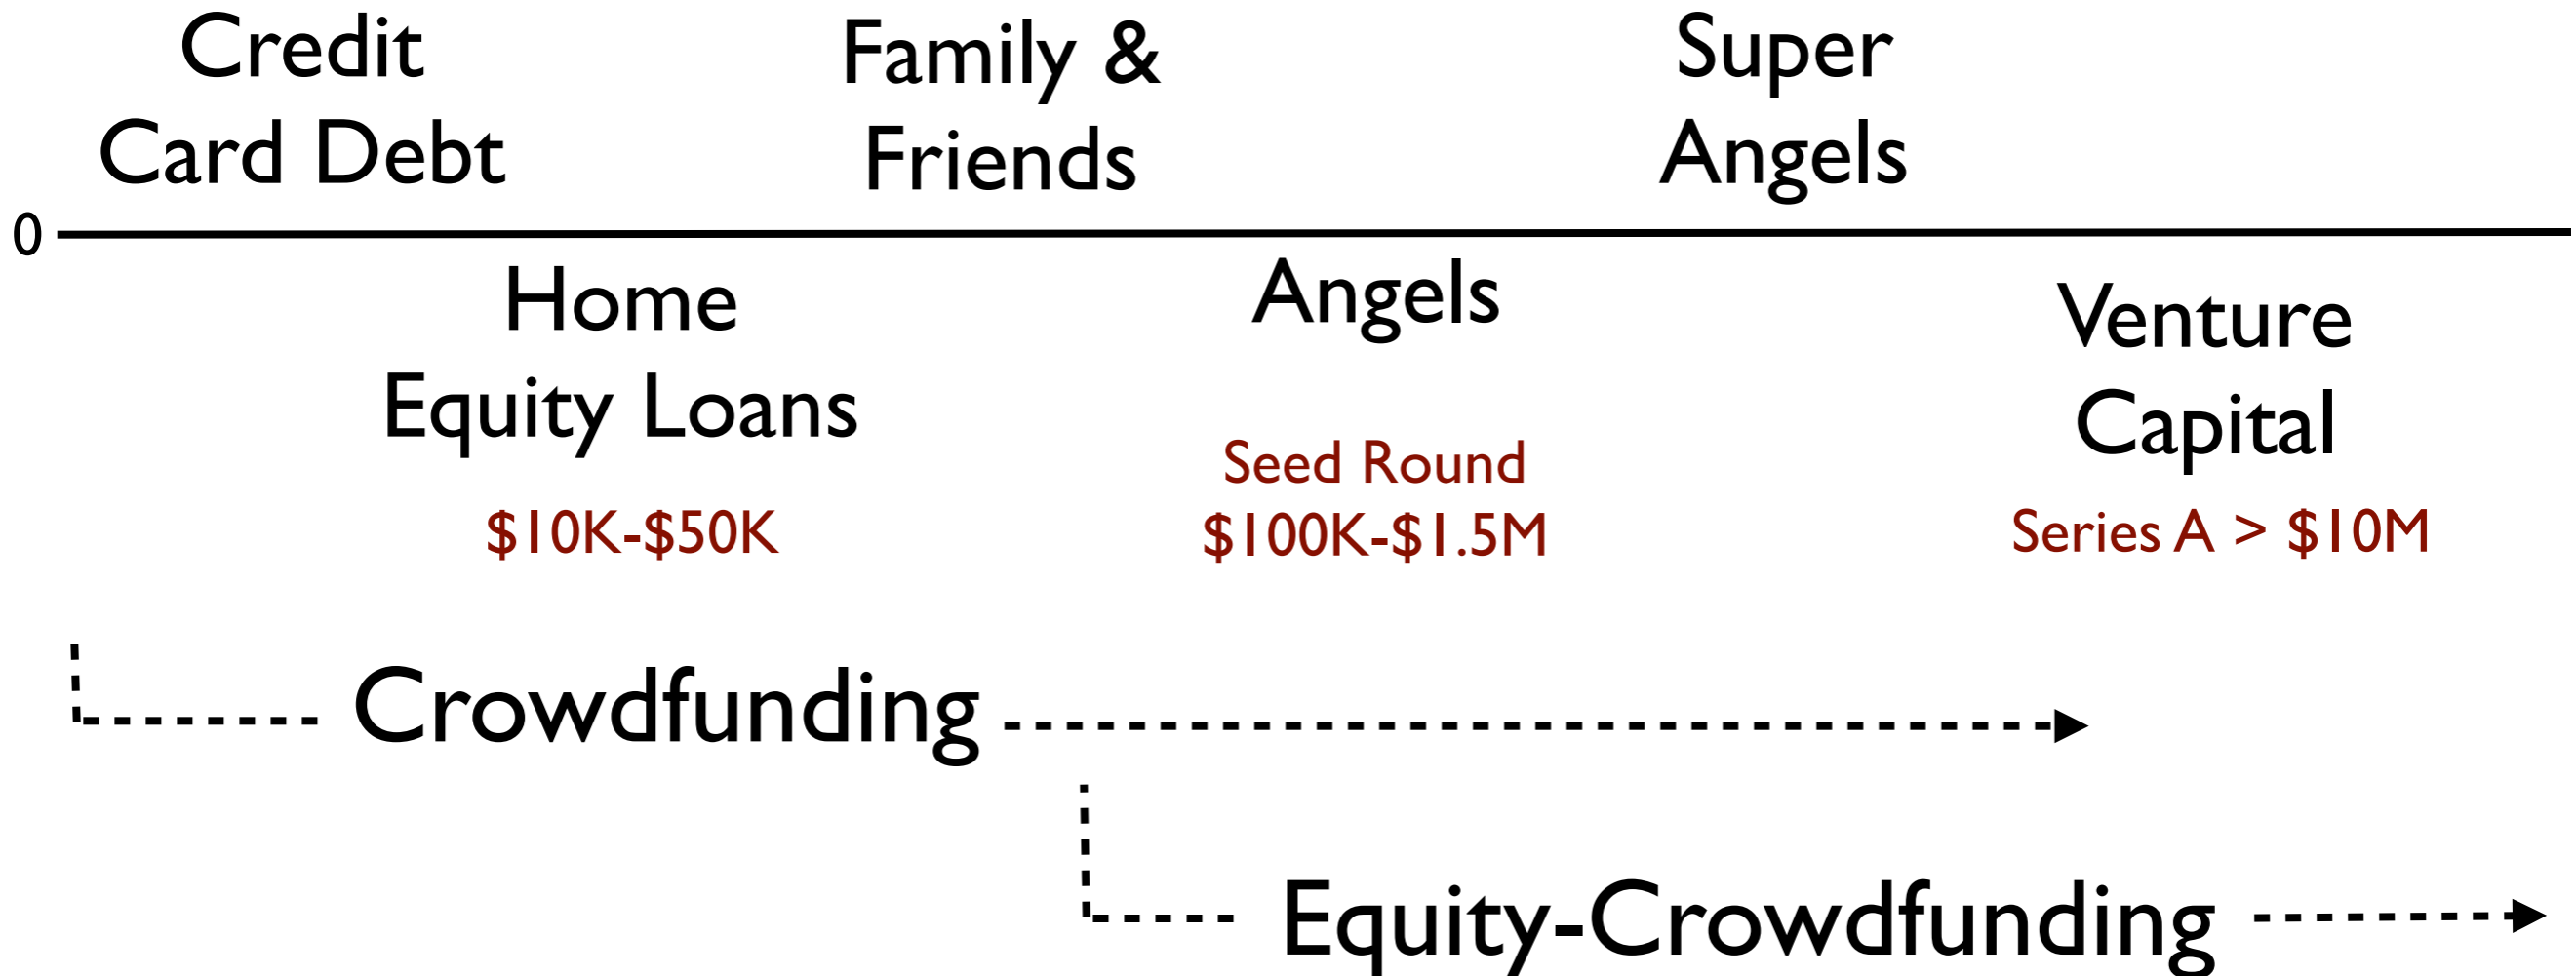 Credit
Card Debt
Family &
Friends
Super
Angels
0
Home
Equity Loans
$10K-$50K
Angels
Seed Round
$100K-$1.5M
Venture
Capital
Series A > $10M
Crowdfunding
Equity-Crowdfunding